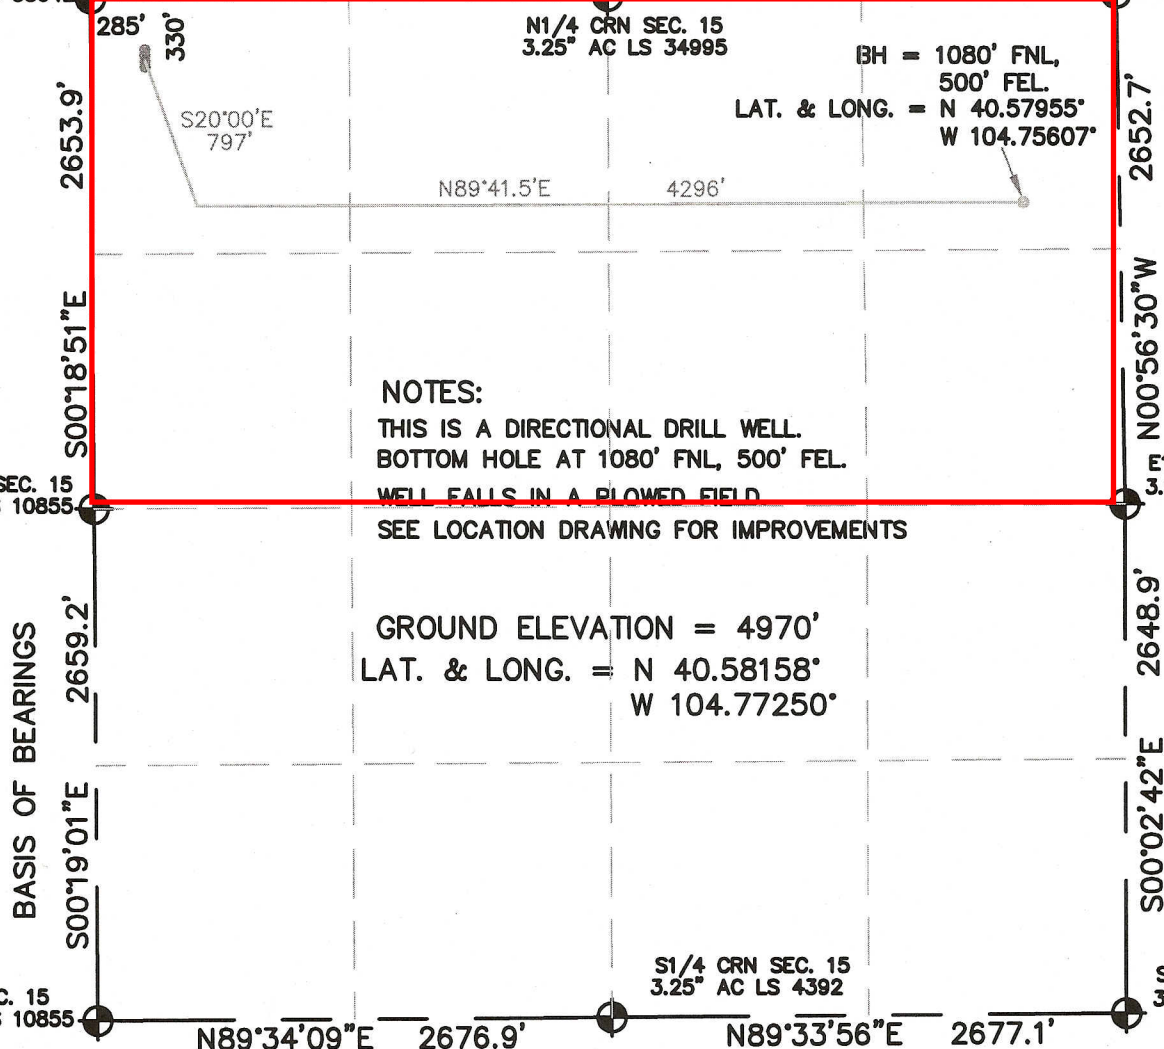 285'
330'
N1/4 CRN SEC. 15
3.25" AC LS 34995
BH = 1080' FNL,
500' FEL.
LAT. & LONG. = N 40.57955°
W 104.75607°
2653.9'
2652.7'
S20°00'E
797'
N89°41.5'E 4296'
S00°18'51"E
N00°56'30"W
NOTES:
THIS IS A DIRECTIONAL DRILL WELL.
BOTTOM HOLE AT 1080' FNL, 500' FEL.
WELL FALLS IN A PLOWED FIELD
SEE LOCATION DRAWING FOR IMPROVEMENTS
SEC. 15
10855
GROUND ELEVATION = 4970'
LAT. & LONG. = N 40.58158°
W 104.77250°
2659.2'
2648.9'
BASIS OF BEARINGS
S00°19'01"E
S00°02'42"E
S1/4 CRN SEC. 15
3.25" AC LS 4392
C. 15
10855
N89°34'09"E 2676.9'
N89°33'56"E 2677.1'